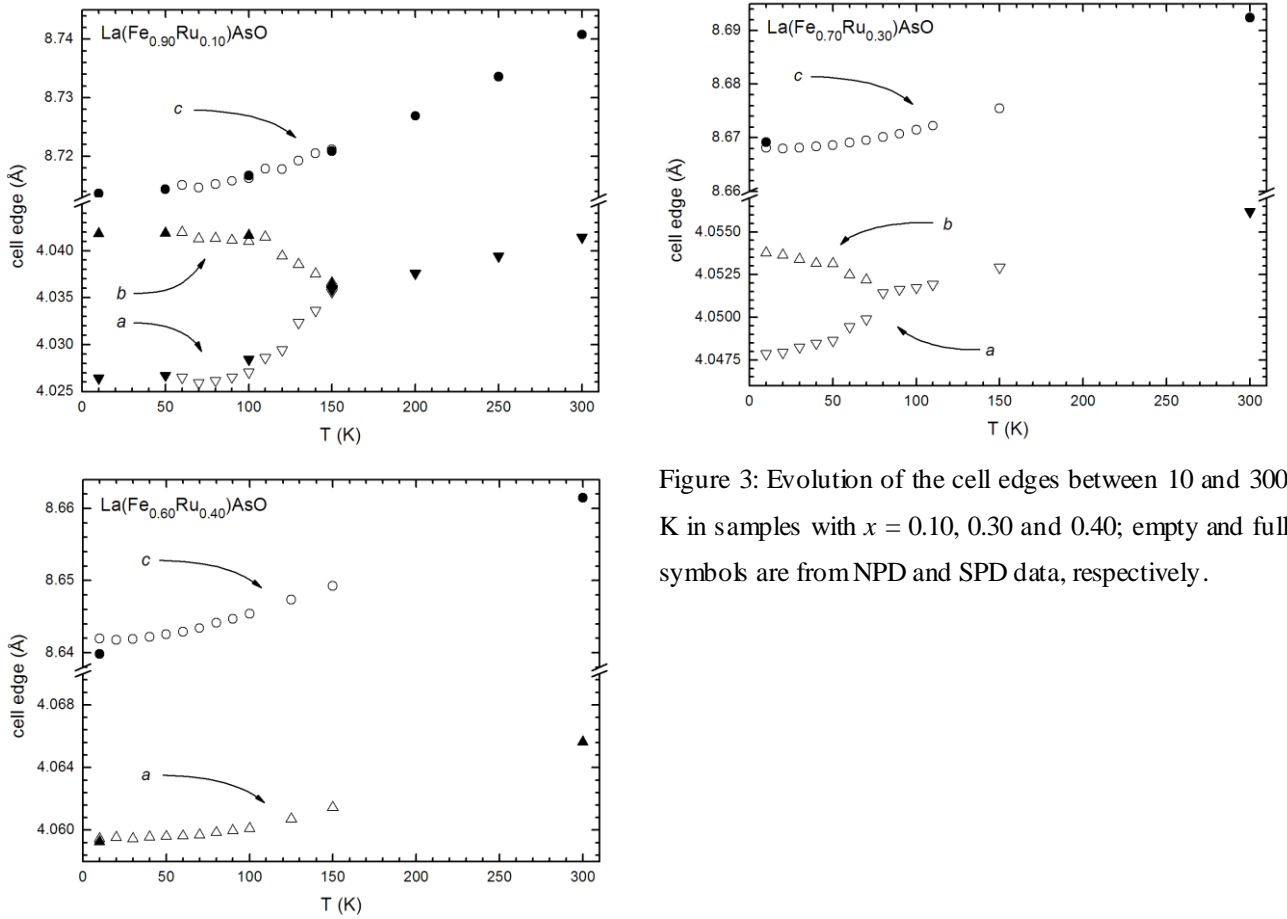 La(Fe0.90Ru0.10)AsO
8.74
8.73
8.72
4.040
4.035
4.030
4.025
cell edge (Å)
c
b
a
0 50 100 150 200 250 300
T (K)
La(Fe0.70Ru0.30)AsO
8.69
8.68
8.67
8.66
4.0550
4.0525
4.0500
4.0475
cell edge (Å)
c
b
a
0 50 100 150 200 250 300
T (K)
La(Fe0.60Ru0.40)AsO
8.66
8.65
8.64
4.068
4.064
4.060
cell edge (Å)
c
a
0 50 100 150 200 250 300
T (K)
Figure 3: Evolution of the cell edges between 10 and 300
K in samples with x = 0.10, 0.30 and 0.40; empty and full
symbols are from NPD and SPD data, respectively.